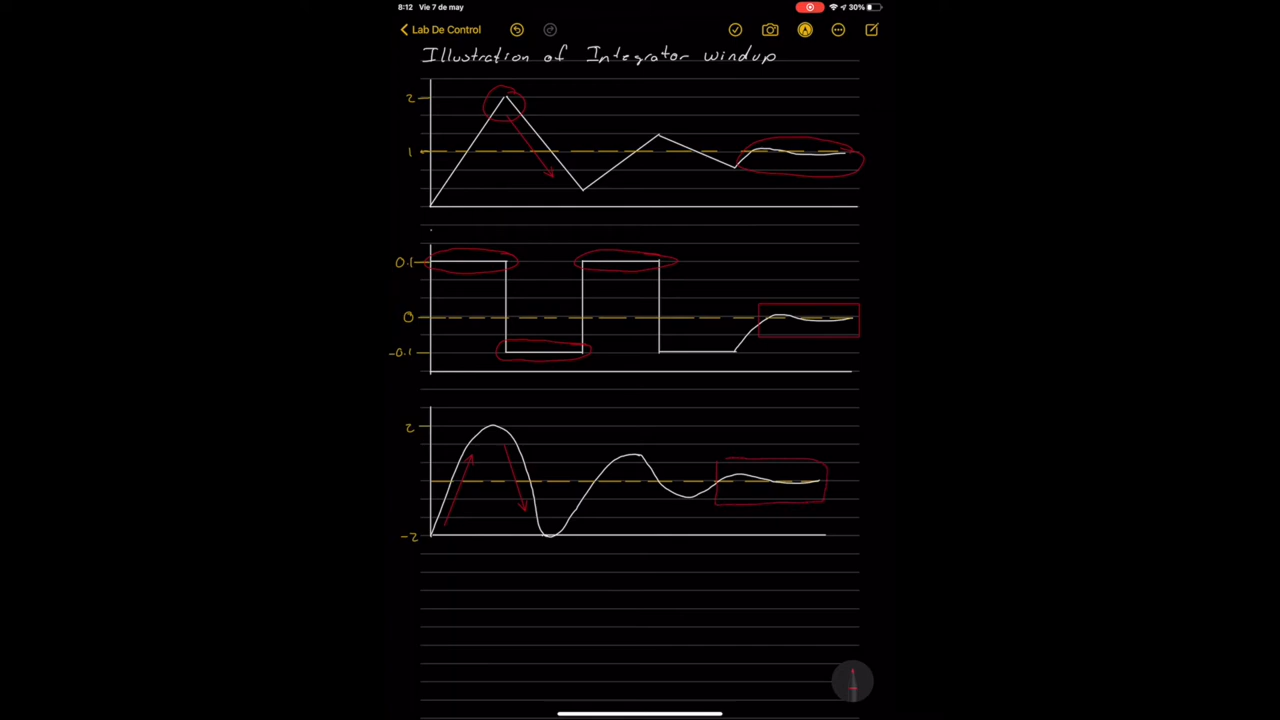 8:12 Vie 7 de may 30%
Lab De Control
Illustration of Integrator windup
2
1
0.1
0
-0.1
2
-2